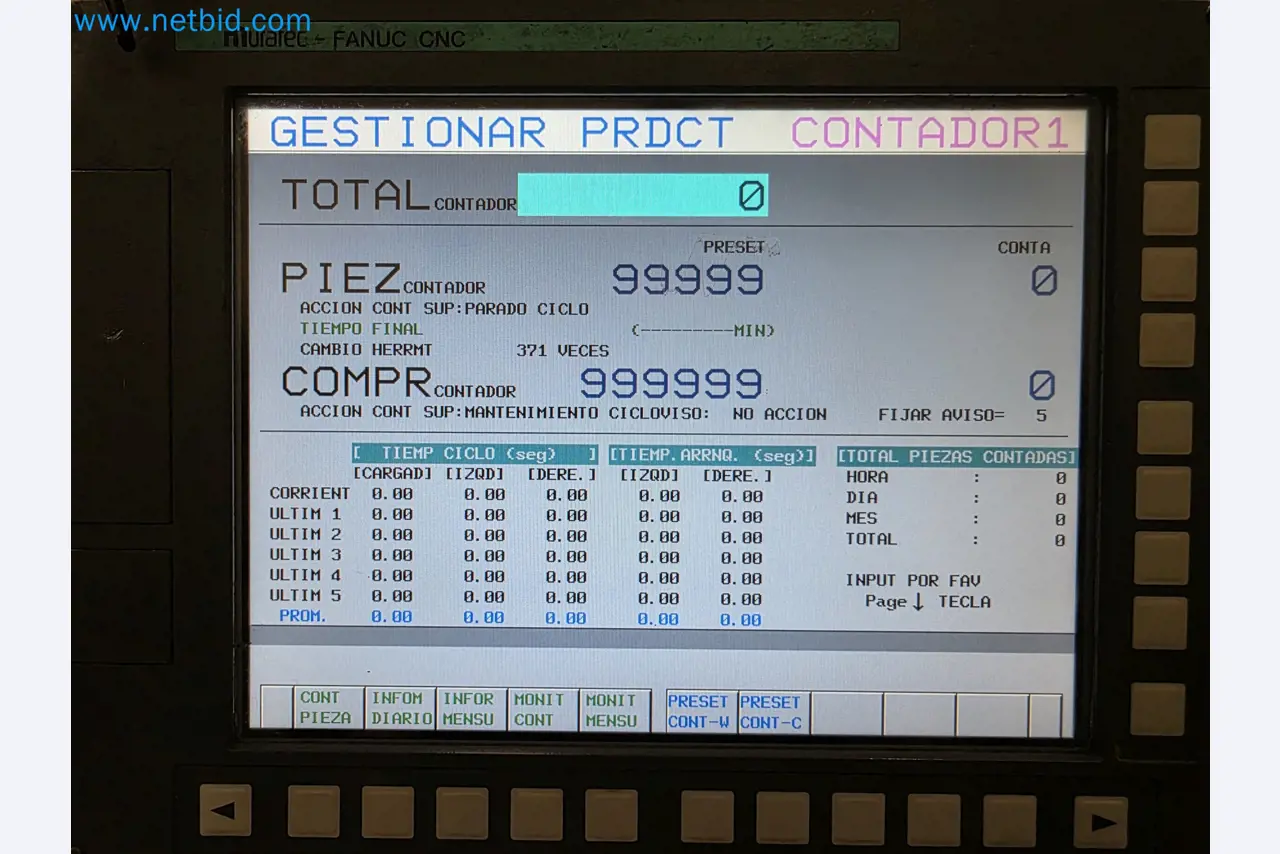 www.netbid.com
Muratec - FANUC CNC
GESTIONAR PRDCT CONTADOR1
TOTAL CONTADOR 0
PRESET CONTA
PIEZ CONTADOR 99999 0
ACCION CONT SUP:PARADO CICLO
TIEMPO FINAL (---------MIN)
CAMBIO HERRMT 371 VECES
COMPR CONTADOR 999999 0
ACCION CONT SUP:MANTENIMIENTO CICLOVISO: NO ACCION FIJAR AVISO= 5
[ TIEMP CICLO (seg) ] [TIEMP.ARRNQ. (seg)] [TOTAL PIEZAS CONTADAS]
[CARGAD] [IZQD] [DERE.] [IZQD] [DERE.] HORA : 0
CORRIENT 0.00 0.00 0.00 0.00 0.00 DIA : 0
ULTIM 1 0.00 0.00 0.00 0.00 0.00 MES : 0
ULTIM 2 0.00 0.00 0.00 0.00 0.00 TOTAL : 0
ULTIM 3 0.00 0.00 0.00 0.00 0.00
ULTIM 4 0.00 0.00 0.00 0.00 0.00 INPUT POR FAV
ULTIM 5 0.00 0.00 0.00 0.00 0.00 Page↓ TECLA
PROM. 0.00 0.00 0.00 0.00 0.00
CONT INFOM INFOR MONIT MONIT PRESET PRESET
PIEZA DIARIO MENSU CONT MENSU CONT-W CONT-C